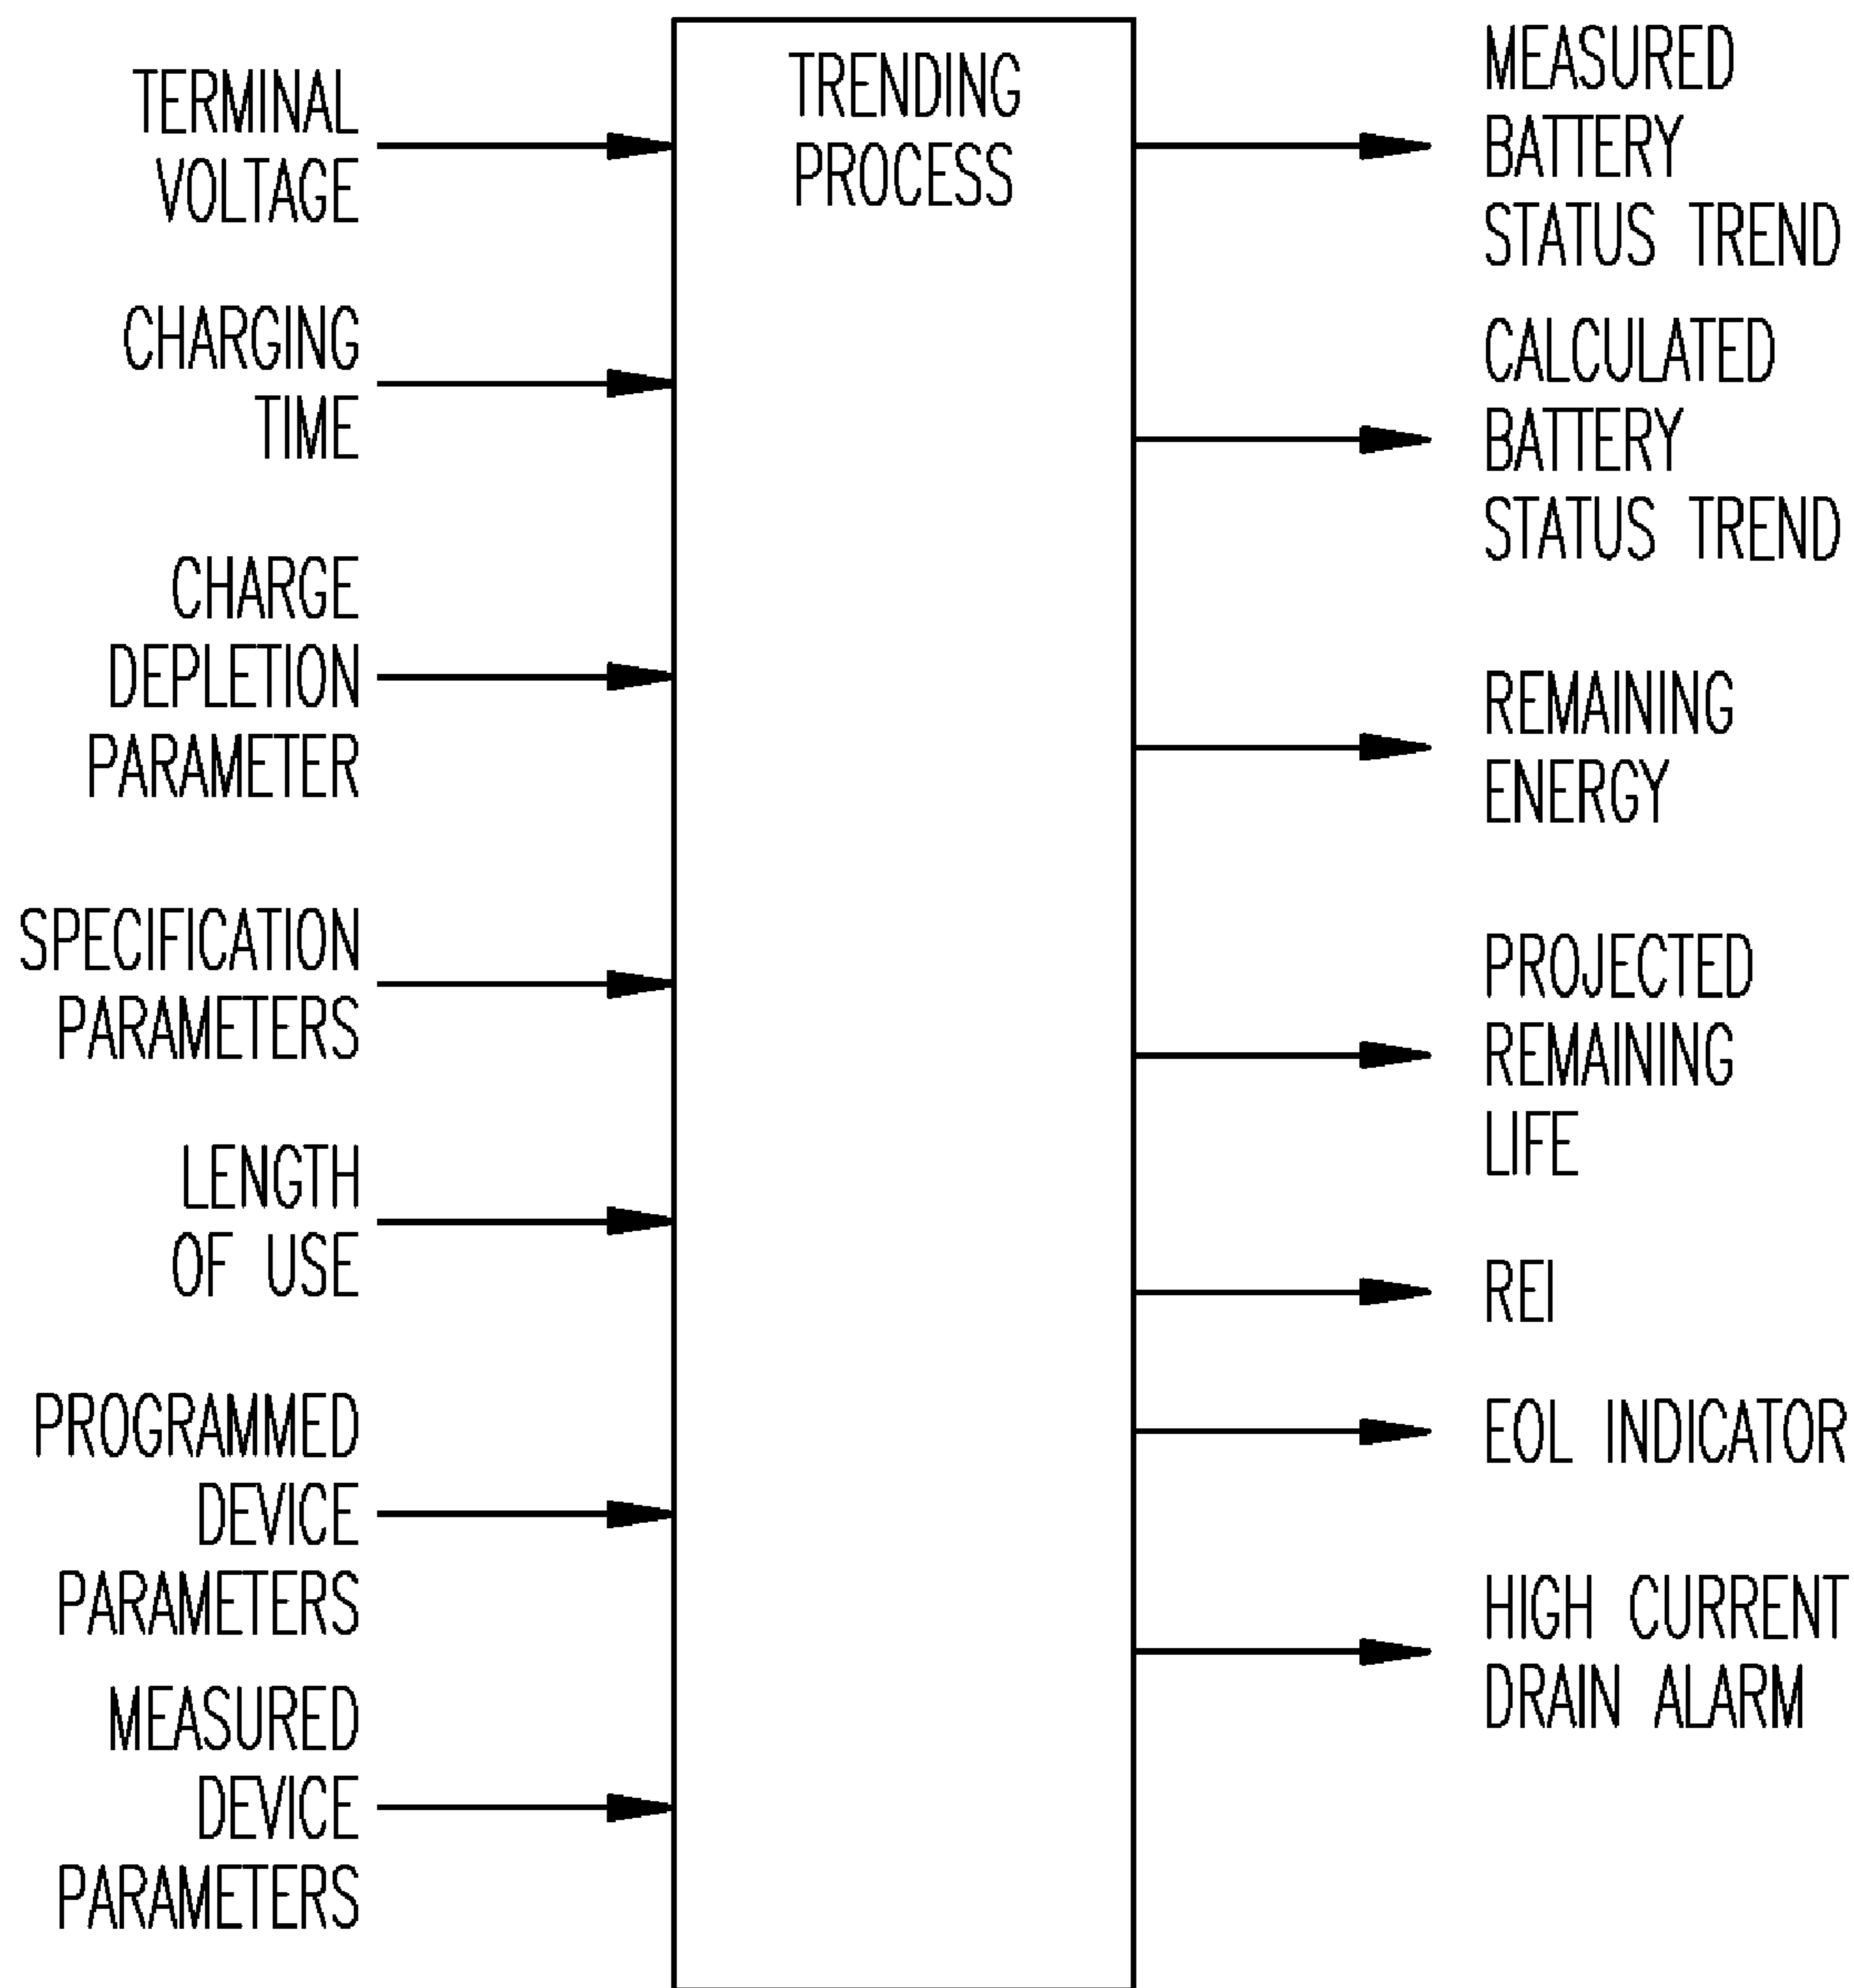 TERMINAL
VOLTAGE
CHARGING
TIME
CHARGE
DEPLETION
PARAMETER
SPECIFICATION
PARAMETERS
LENGTH
OF USE
PROGRAMMED
DEVICE
PARAMETERS
MEASURED
DEVICE
PARAMETERS
TRENDING
PROCESS
MEASURED
BATTERY
STATUS TREND
CALCULATED
BATTERY
STATUS TREND
REMAINING
ENERGY
PROJECTED
REMAINING
LIFE
REI
EOL INDICATOR
HIGH CURRENT
DRAIN ALARM